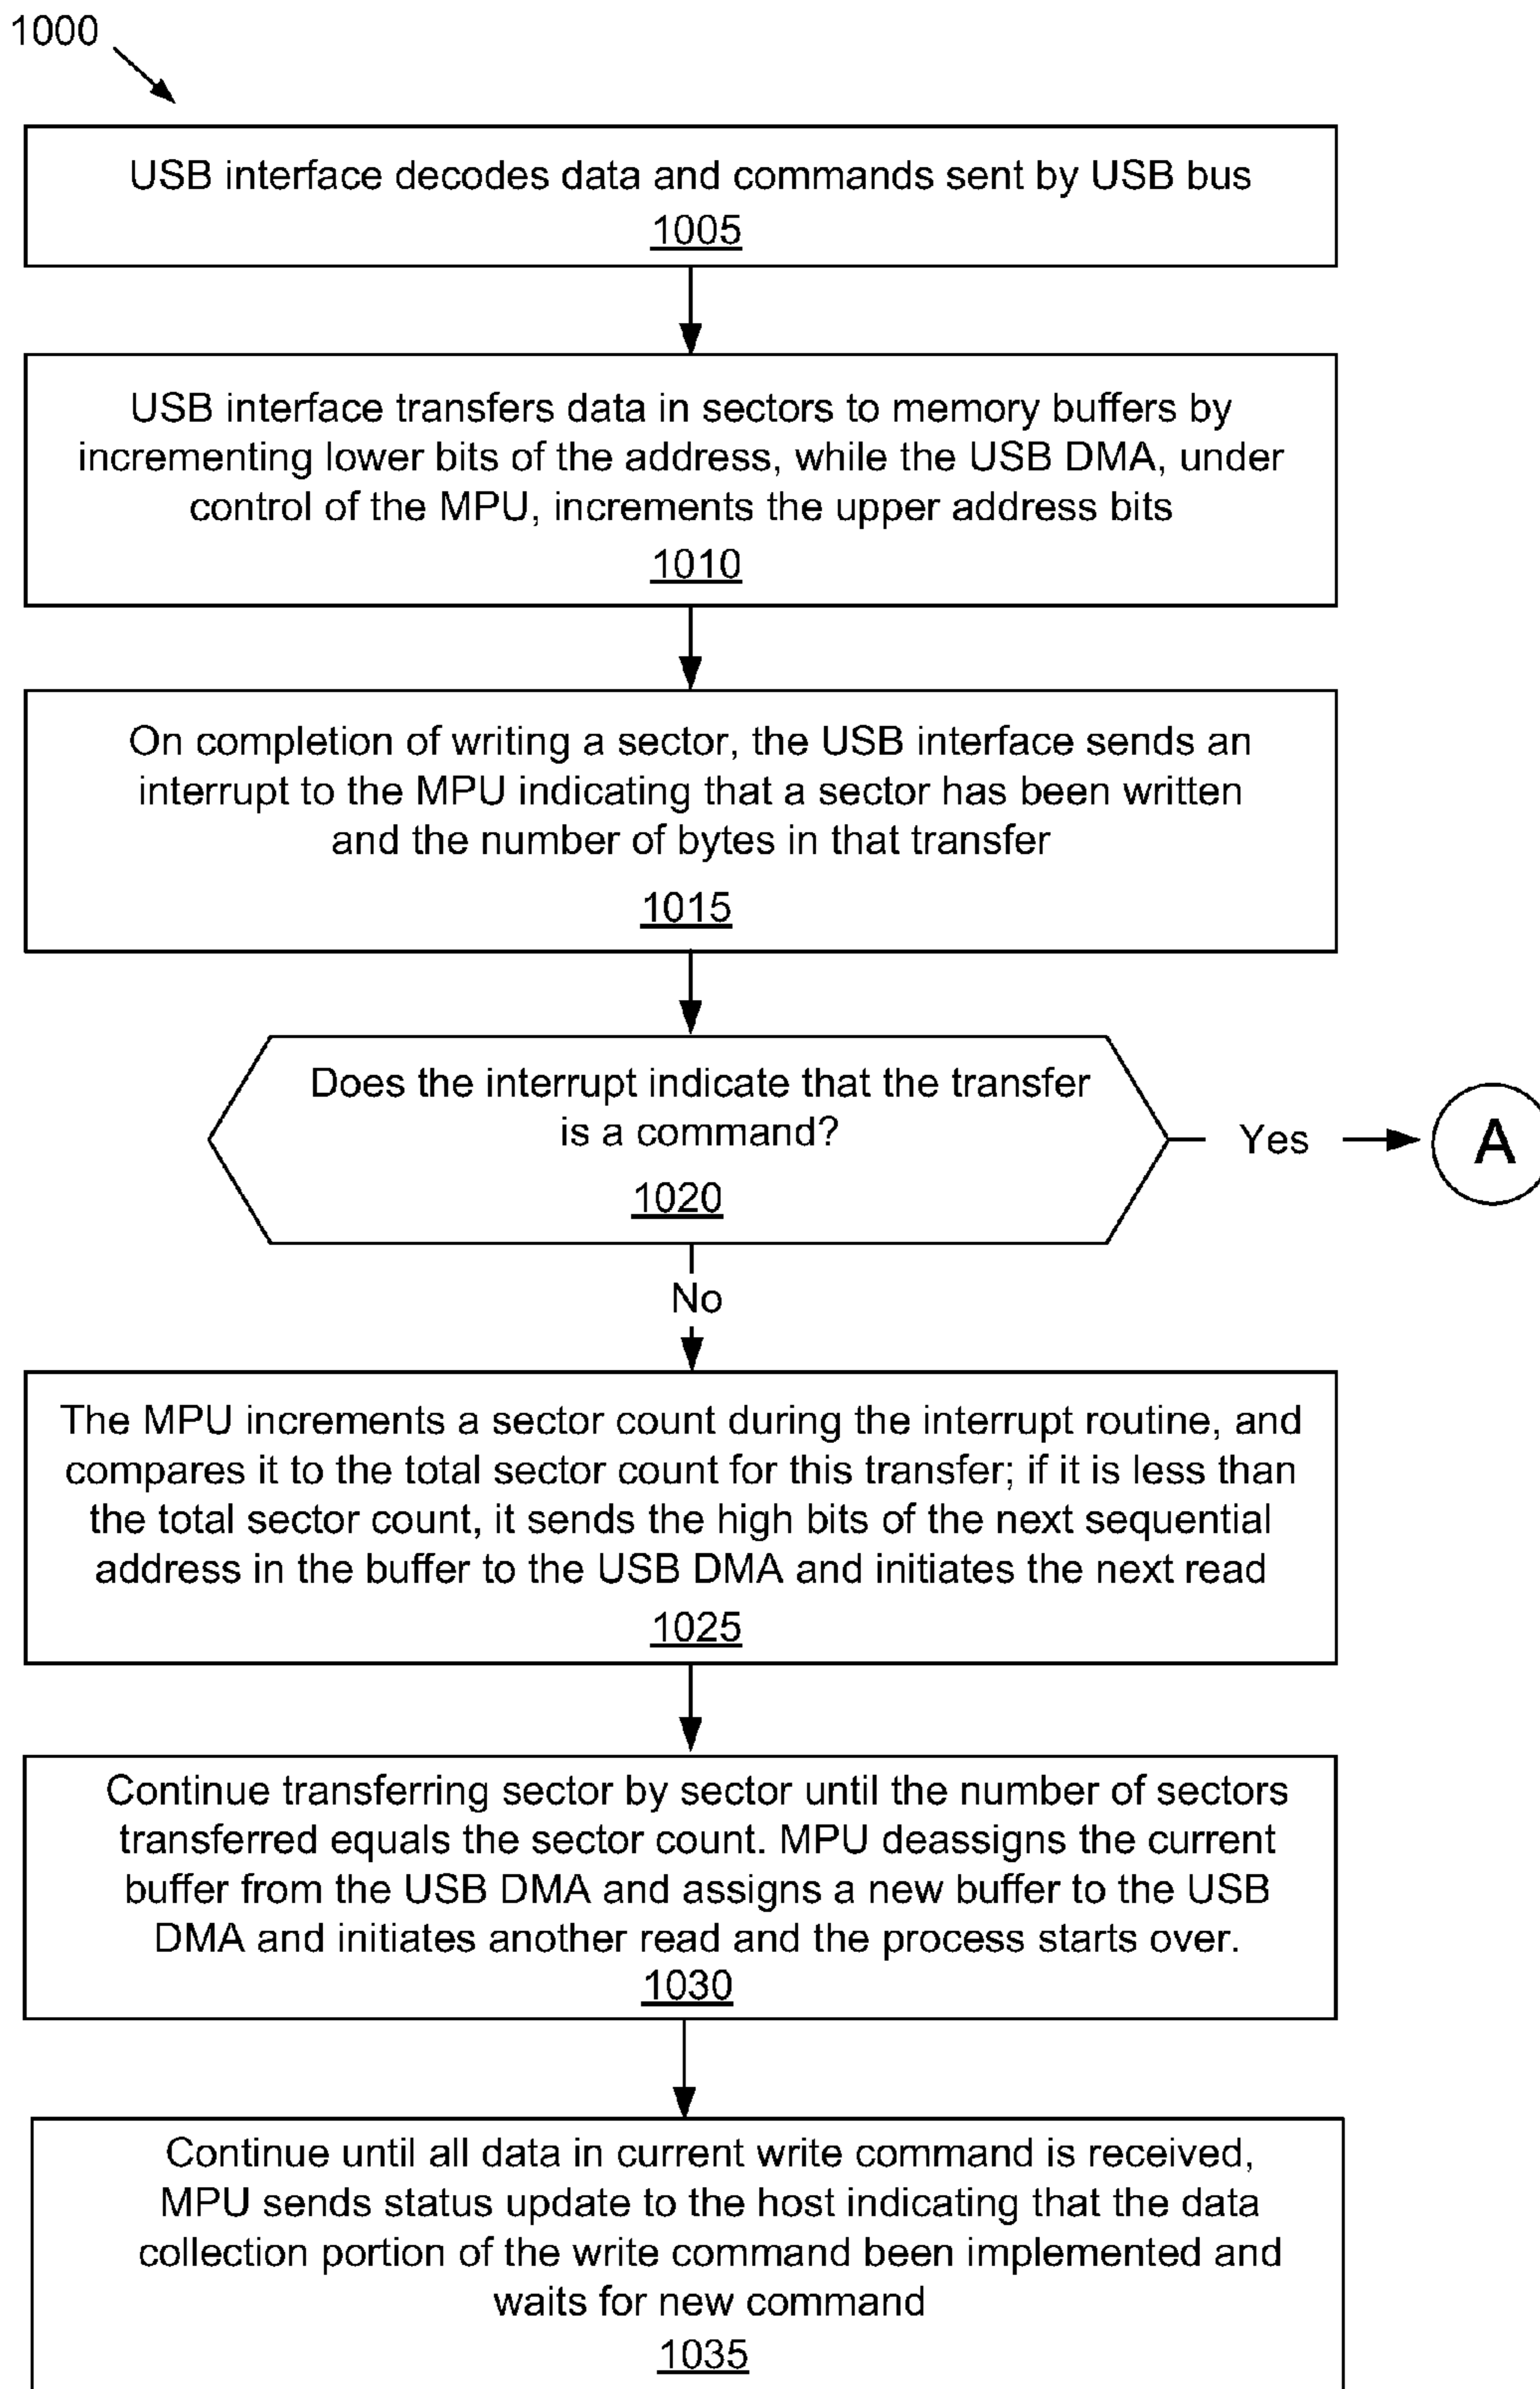 1000
USB interface decodes data and commands sent by USB bus
1005
USB interface transfers data in sectors to memory buffers by
incrementing lower bits of the address, while the USB DMA, under
control of the MPU, increments the upper address bits
1010
On completion of writing a sector, the USB interface sends an
interrupt to the MPU indicating that a sector has been written
and the number of bytes in that transfer
1015
Does the interrupt indicate that the transfer
is a command?
1020
Yes
A
No
The MPU increments a sector count during the interrupt routine, and
compares it to the total sector count for this transfer; if it is less than
the total sector count, it sends the high bits of the next sequential
address in the buffer to the USB DMA and initiates the next read
1025
Continue transferring sector by sector until the number of sectors
transferred equals the sector count. MPU deassigns the current
buffer from the USB DMA and assigns a new buffer to the USB
DMA and initiates another read and the process starts over.
1030
Continue until all data in current write command is received,
MPU sends status update to the host indicating that the data
collection portion of the write command been implemented and
waits for new command
1035